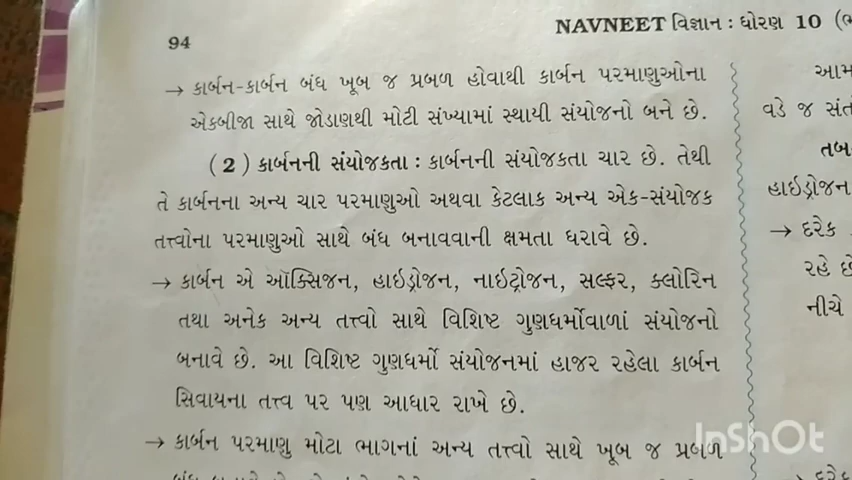 94
NAVNEET વિજ્ઞાન : ધોરણ 10
→ કાર્બન-કાર્બન બંધ ખૂબ જ પ્રબળ હોવાથી કાર્બન પરમાણુઓના
એકબીજા સાથે જોડાણથી મોટી સંખ્યામાં સ્થાયી સંયોજનો બને છે.
( 2 ) કાર્બનની સંયોજકતા : કાર્બનની સંયોજકતા ચાર છે. તેથી
તે કાર્બનના અન્ય ચાર પરમાણુઓ અથવા કેટલાક અન્ય એક-સંયોજક
તત્ત્વોના પરમાણુઓ સાથે બંધ બનાવવાની ક્ષમતા ધરાવે છે.
→ કાર્બન એ ઑક્સિજન, હાઇડ્રોજન, નાઇટ્રોજન, સલ્ફર, ક્લોરિન
તથા અનેક અન્ય તત્ત્વો સાથે વિશિષ્ટ ગુણધર્મોવાળાં સંયોજનો
બનાવે છે. આ વિશિષ્ટ ગુણધર્મો સંયોજનમાં હાજર રહેલા કાર્બન
સિવાયના તત્ત્વ પર પણ આધાર રાખે છે.
→ કાર્બન પરમાણુ મોટા ભાગનાં અન્ય તત્ત્વો સાથે ખૂબ જ પ્રબળ
વડે જ
હાઇડ્રોજન
→ દરેક
રહે
નીચે
InShOt